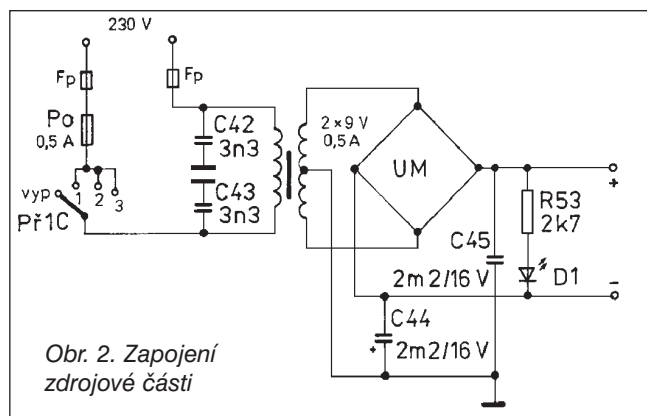 230 V
Fp
Fp
Po
0,5 A
C42
3n3
C43
3n3
2×9 V
0,5 A
UM
vyp
1
2
3
Př1C
R53
2k7
C45
2m2/16 V
D1
+
-
C44
+
2m2/16 V
Obr. 2. Zapojení
zdrojové části